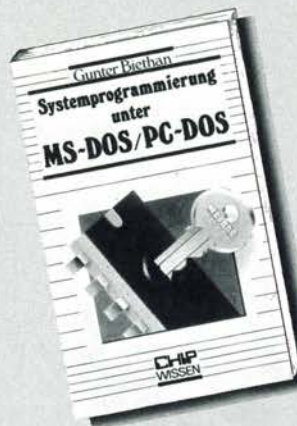 Gunter Biethan
Systemprogrammierung
unter
MS-DOS/PC-DOS
CHIP
WISSEN